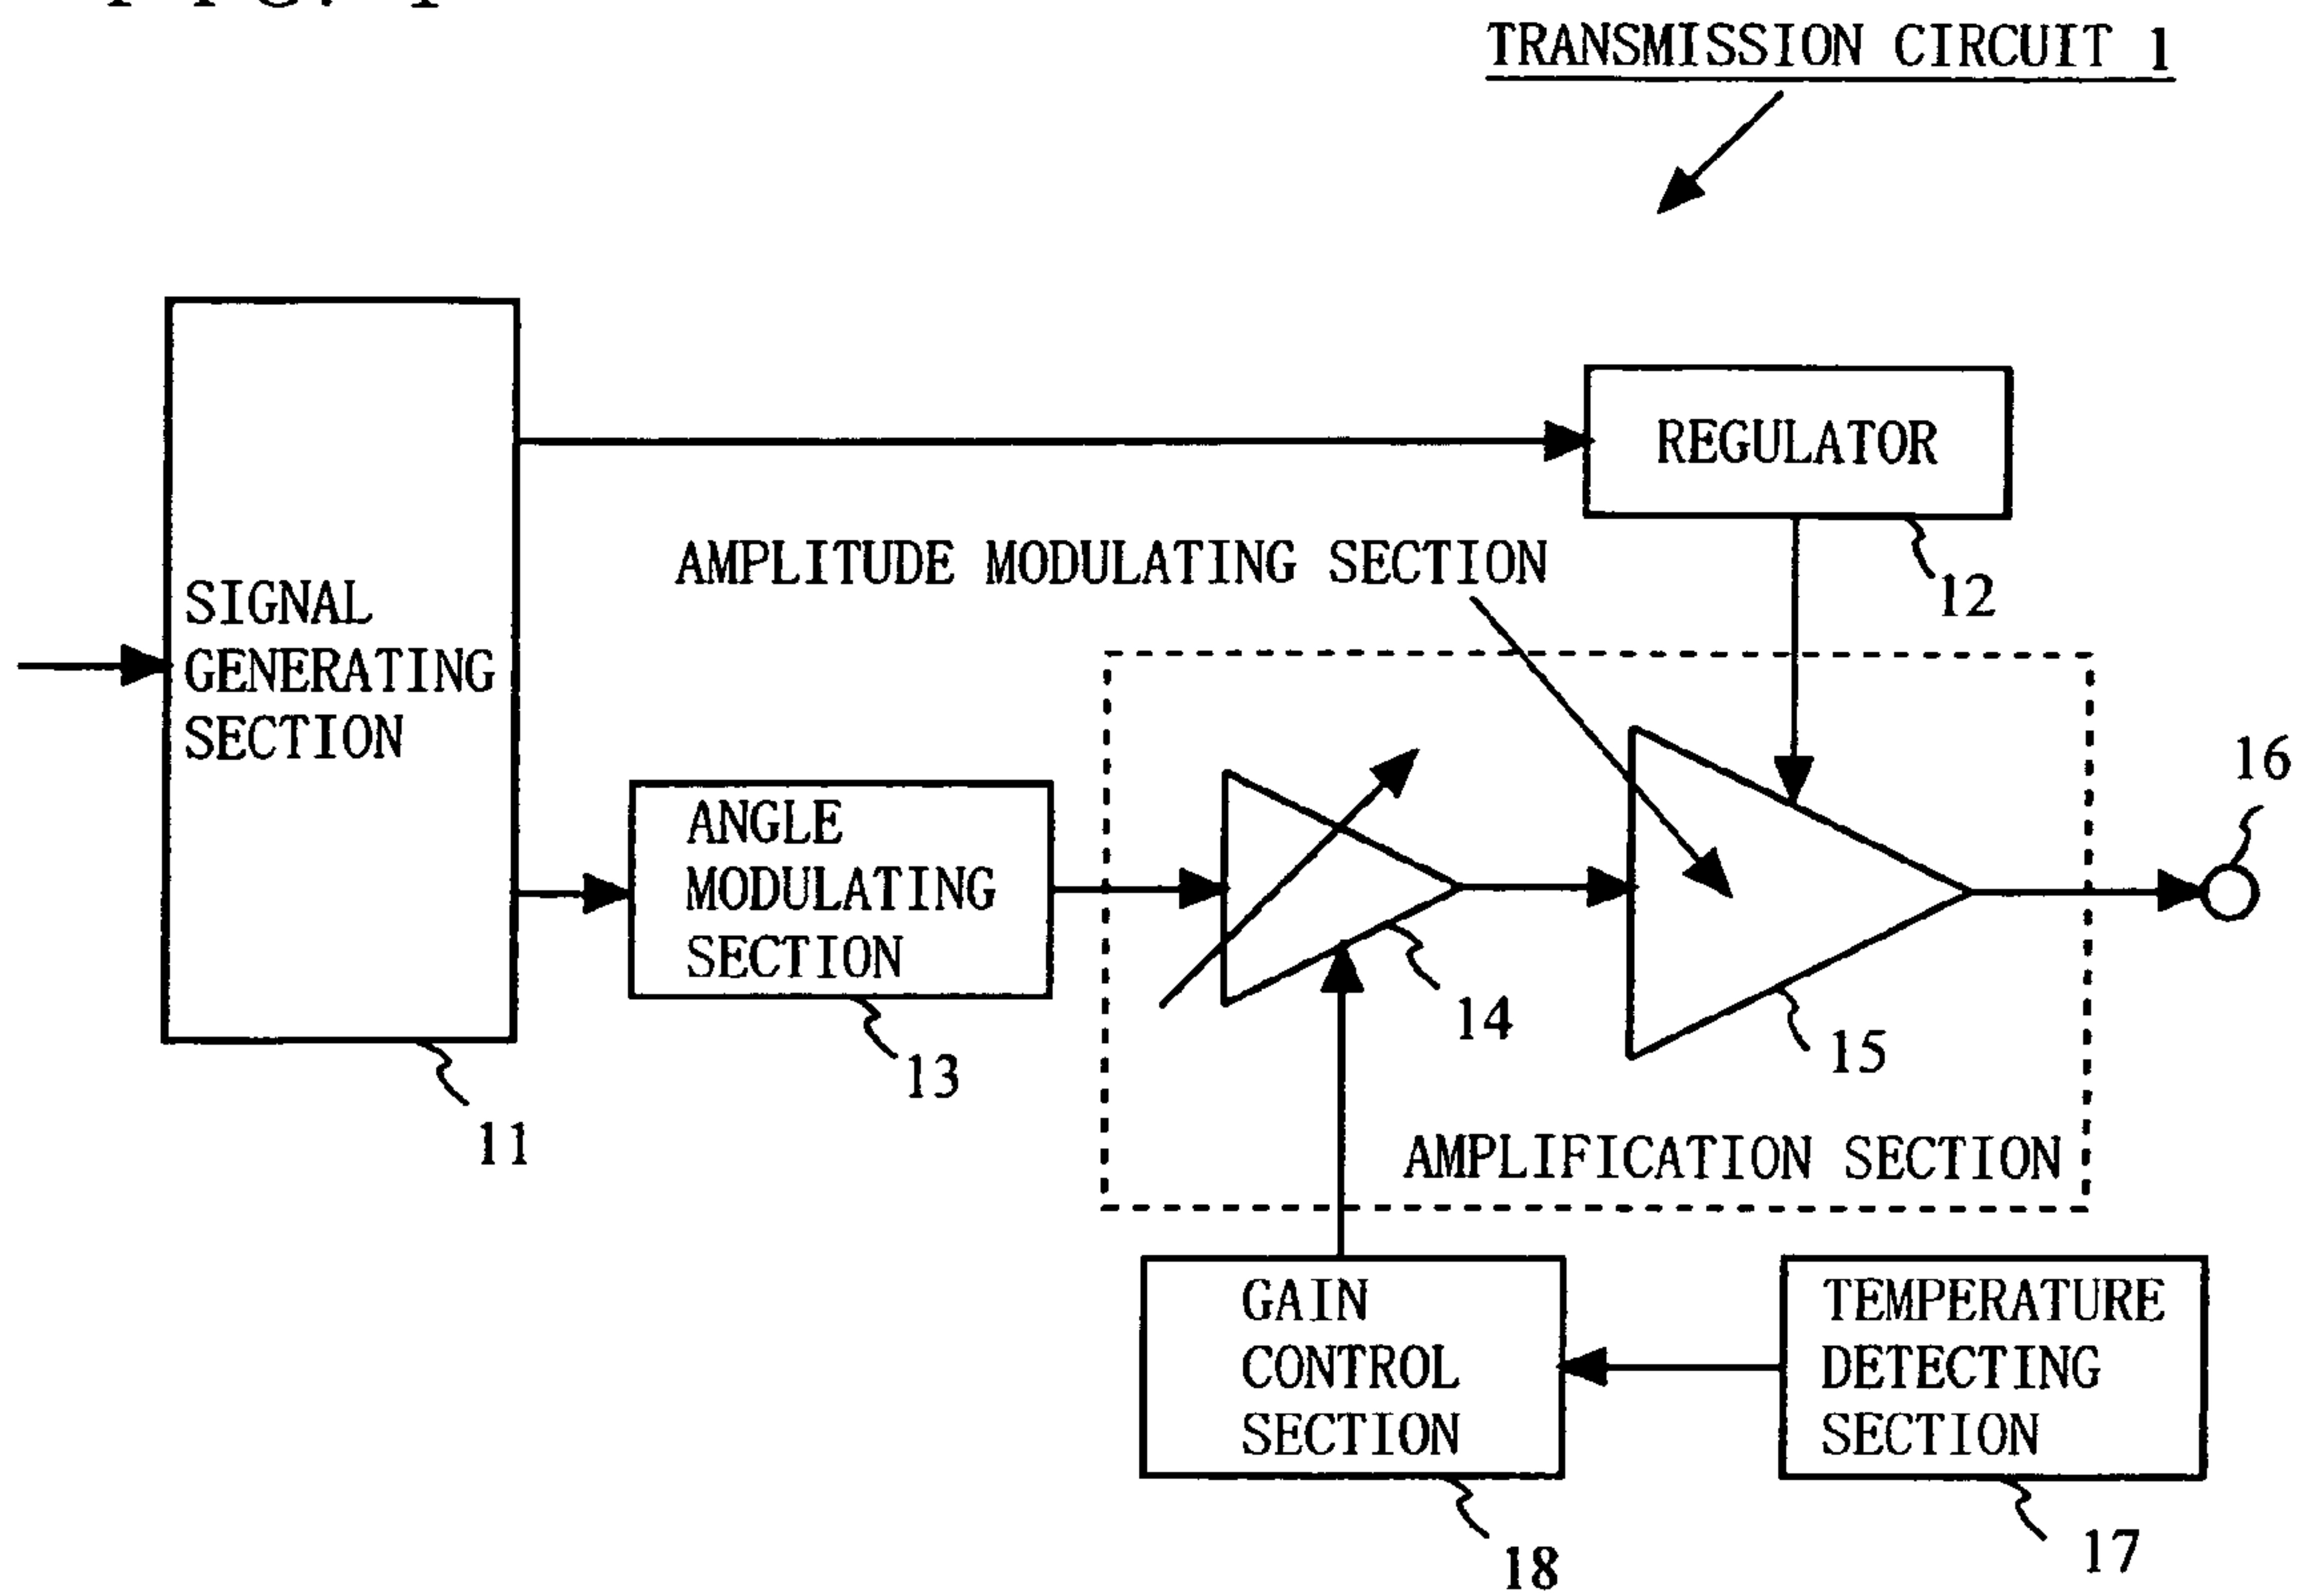 TRANSMISSION CIRCUIT 1
REGULATOR
12
AMPLITUDE MODULATING SECTION
SIGNAL
GENERATING
SECTION
11
ANGLE
MODULATING
SECTION
13
14
15
16
AMPLIFICATION SECTION
GAIN
CONTROL
SECTION
18
TEMPERATURE
DETECTING
SECTION
17